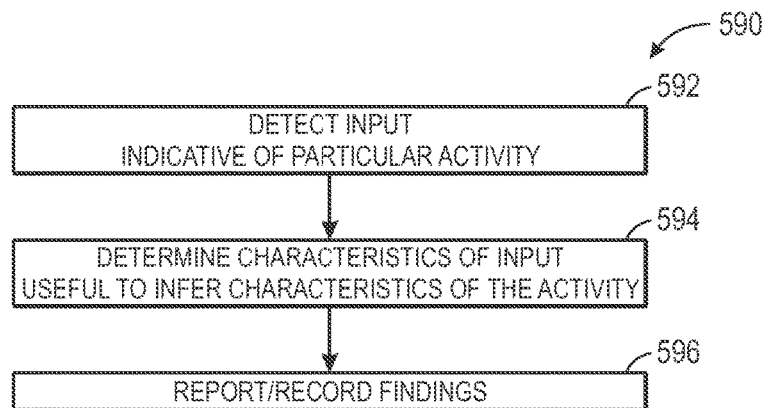 590
592
DETECT INPUT
INDICATIVE OF PARTICULAR ACTIVITY
594
DETERMINE CHARACTERISTICS OF INPUT
USEFUL TO INFER CHARACTERISTICS OF THE ACTIVITY
596
REPORT/RECORD FINDINGS